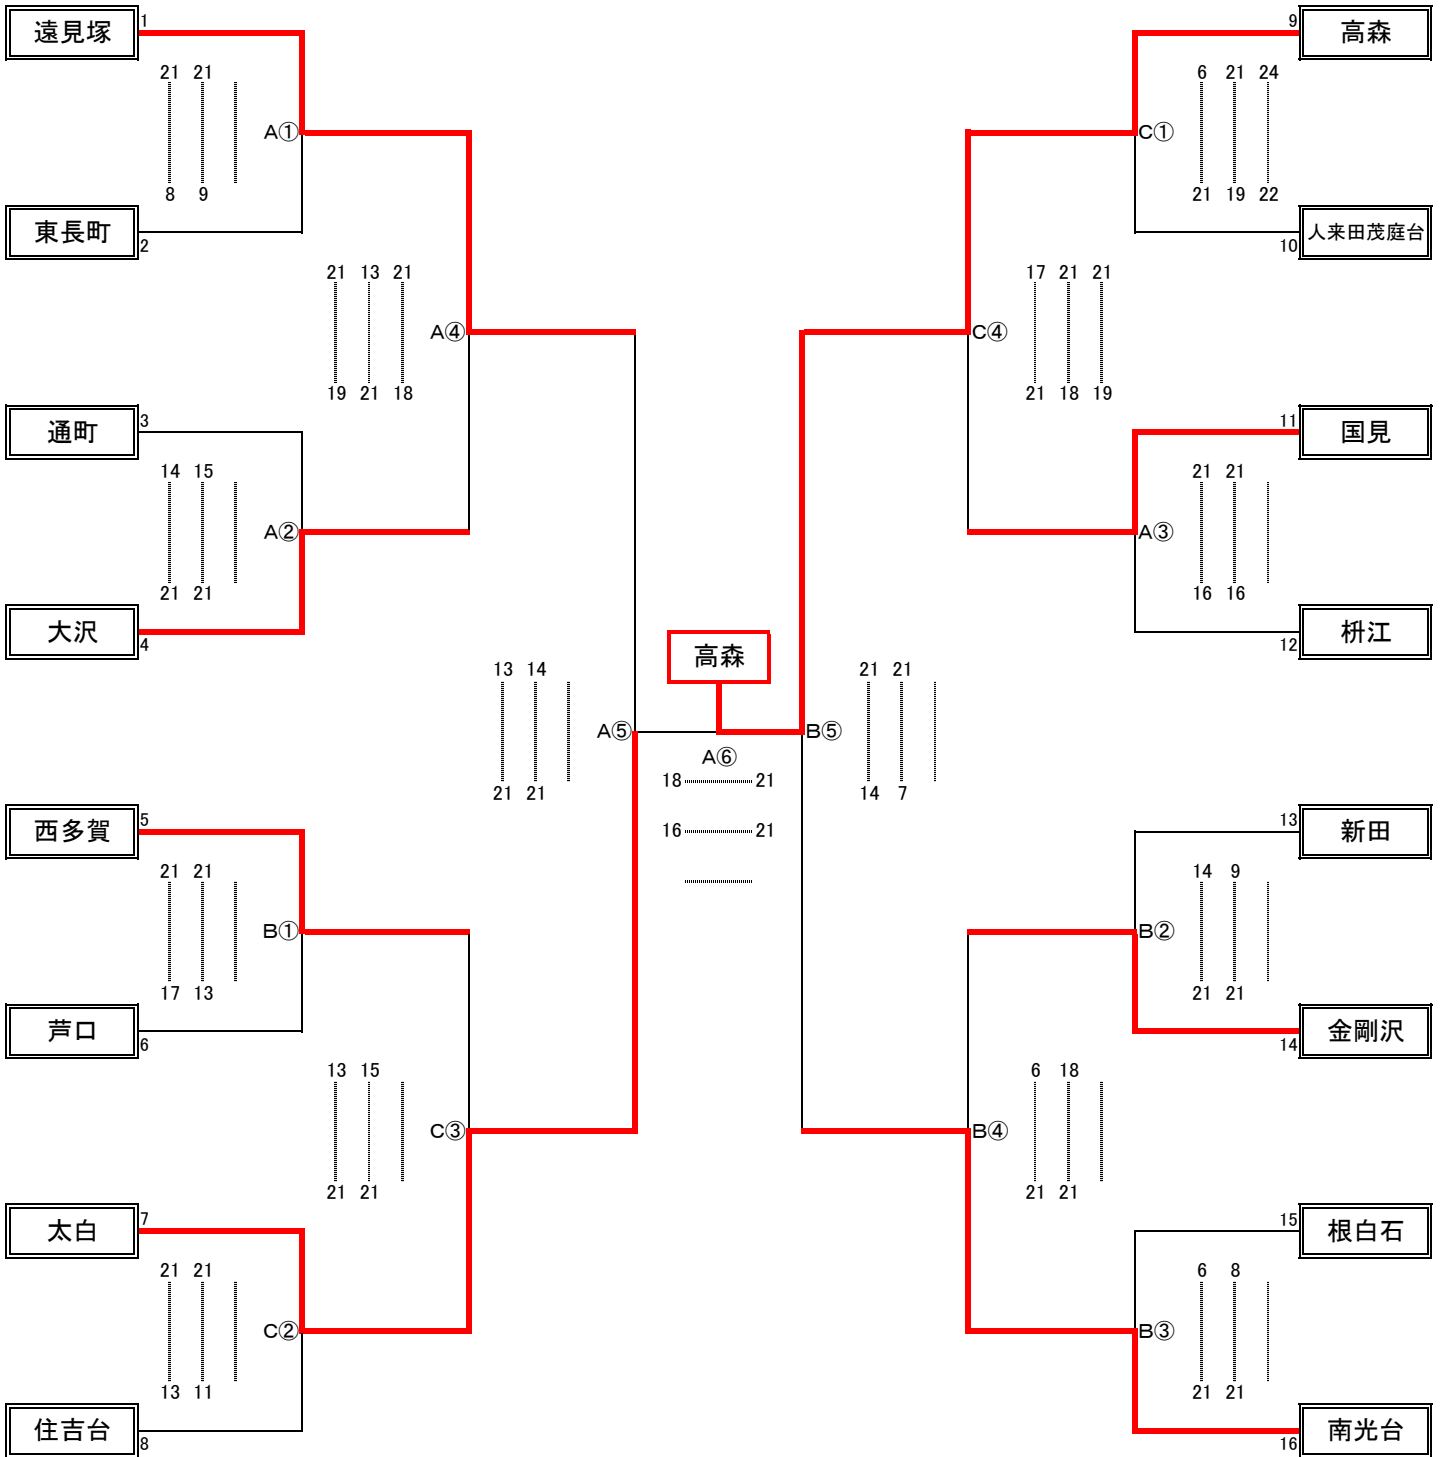 1
遠見塚
21 21
A①
8 9
東長町
2
21 13 21
A④
19 21 18
3
通町
14 15
A②
21 21
大沢
4
13 14
A⑤
21 21
5
西多賀
21 21
B①
17 13
芦口
6
13 15
C③
21 21
7
太白
21 21
C②
13 11
住吉台
8
高森
A⑥
18 21
16 21
9
高森
6 21 24
C①
21 19 22
人来田茂庭台
10
17 21 21
C④
21 18 19
11
国見
21 21
A③
16 16
枡江
12
21 21
B⑤
14 7
13
新田
14 9
B②
21 21
金剛沢
14
6 18
B④
21 21
15
根白石
6 8
B③
21 21
南光台
16